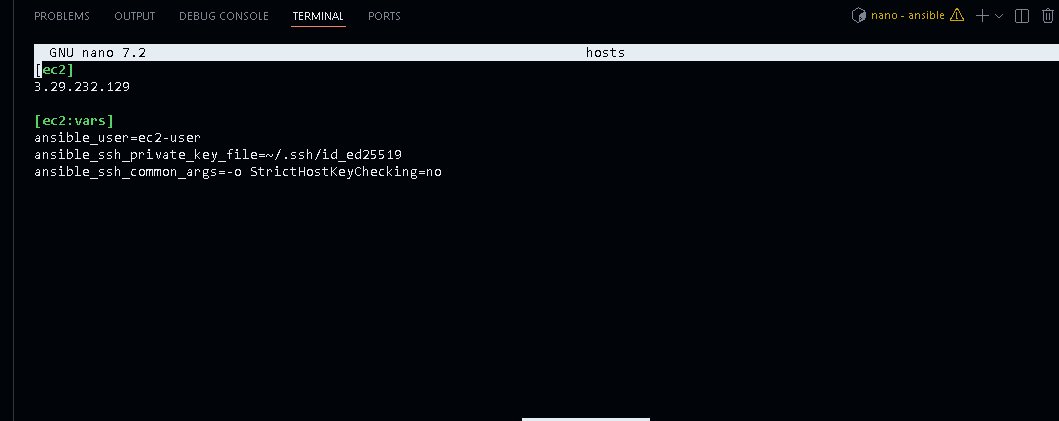 PROBLEMS OUTPUT DEBUG CONSOLE TERMINAL PORTS nano - ansible
GNU nano 7.2 hosts
[ec2]
3.29.232.129
[ec2:vars]
ansible_user=ec2-user
ansible_ssh_private_key_file=~/.ssh/id_ed25519
ansible_ssh_common_args=-o StrictHostKeyChecking=no